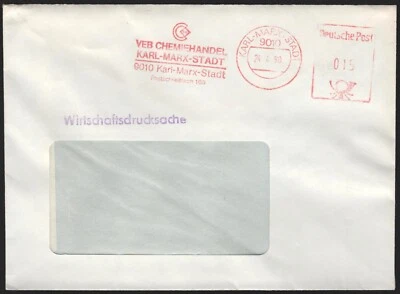 VEB CHEMIEHANDEL
KARL-MARX-STADT
9010 Karl-Marx-Stadt
KARL-MARX-STADT
9010
Deutsche Post
015
Wirtschaftsdrucksache